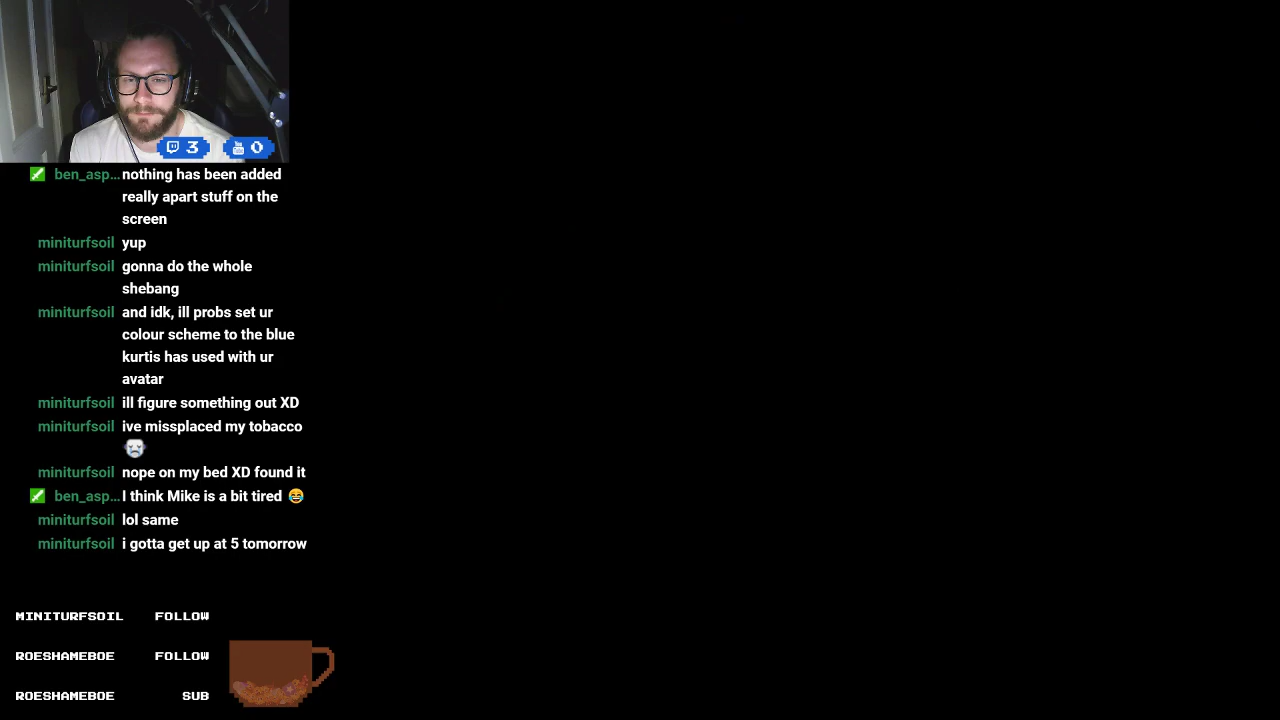 3 0
ben_asp... nothing has been added
really apart stuff on the
screen
miniturfsoil yup
miniturfsoil gonna do the whole
shebang
miniturfsoil and idk, ill probs set ur
colour scheme to the blue
kurtis has used with ur
avatar
miniturfsoil ill figure something out XD
miniturfsoil ive missplaced my tobacco
miniturfsoil nope on my bed XD found it
ben_asp... I think Mike is a bit tired 😂
miniturfsoil lol same
miniturfsoil i gotta get up at 5 tomorrow
MINITURFSOIL FOLLOW
ROESHAMEBOE FOLLOW
ROESHAMEBOE SUB